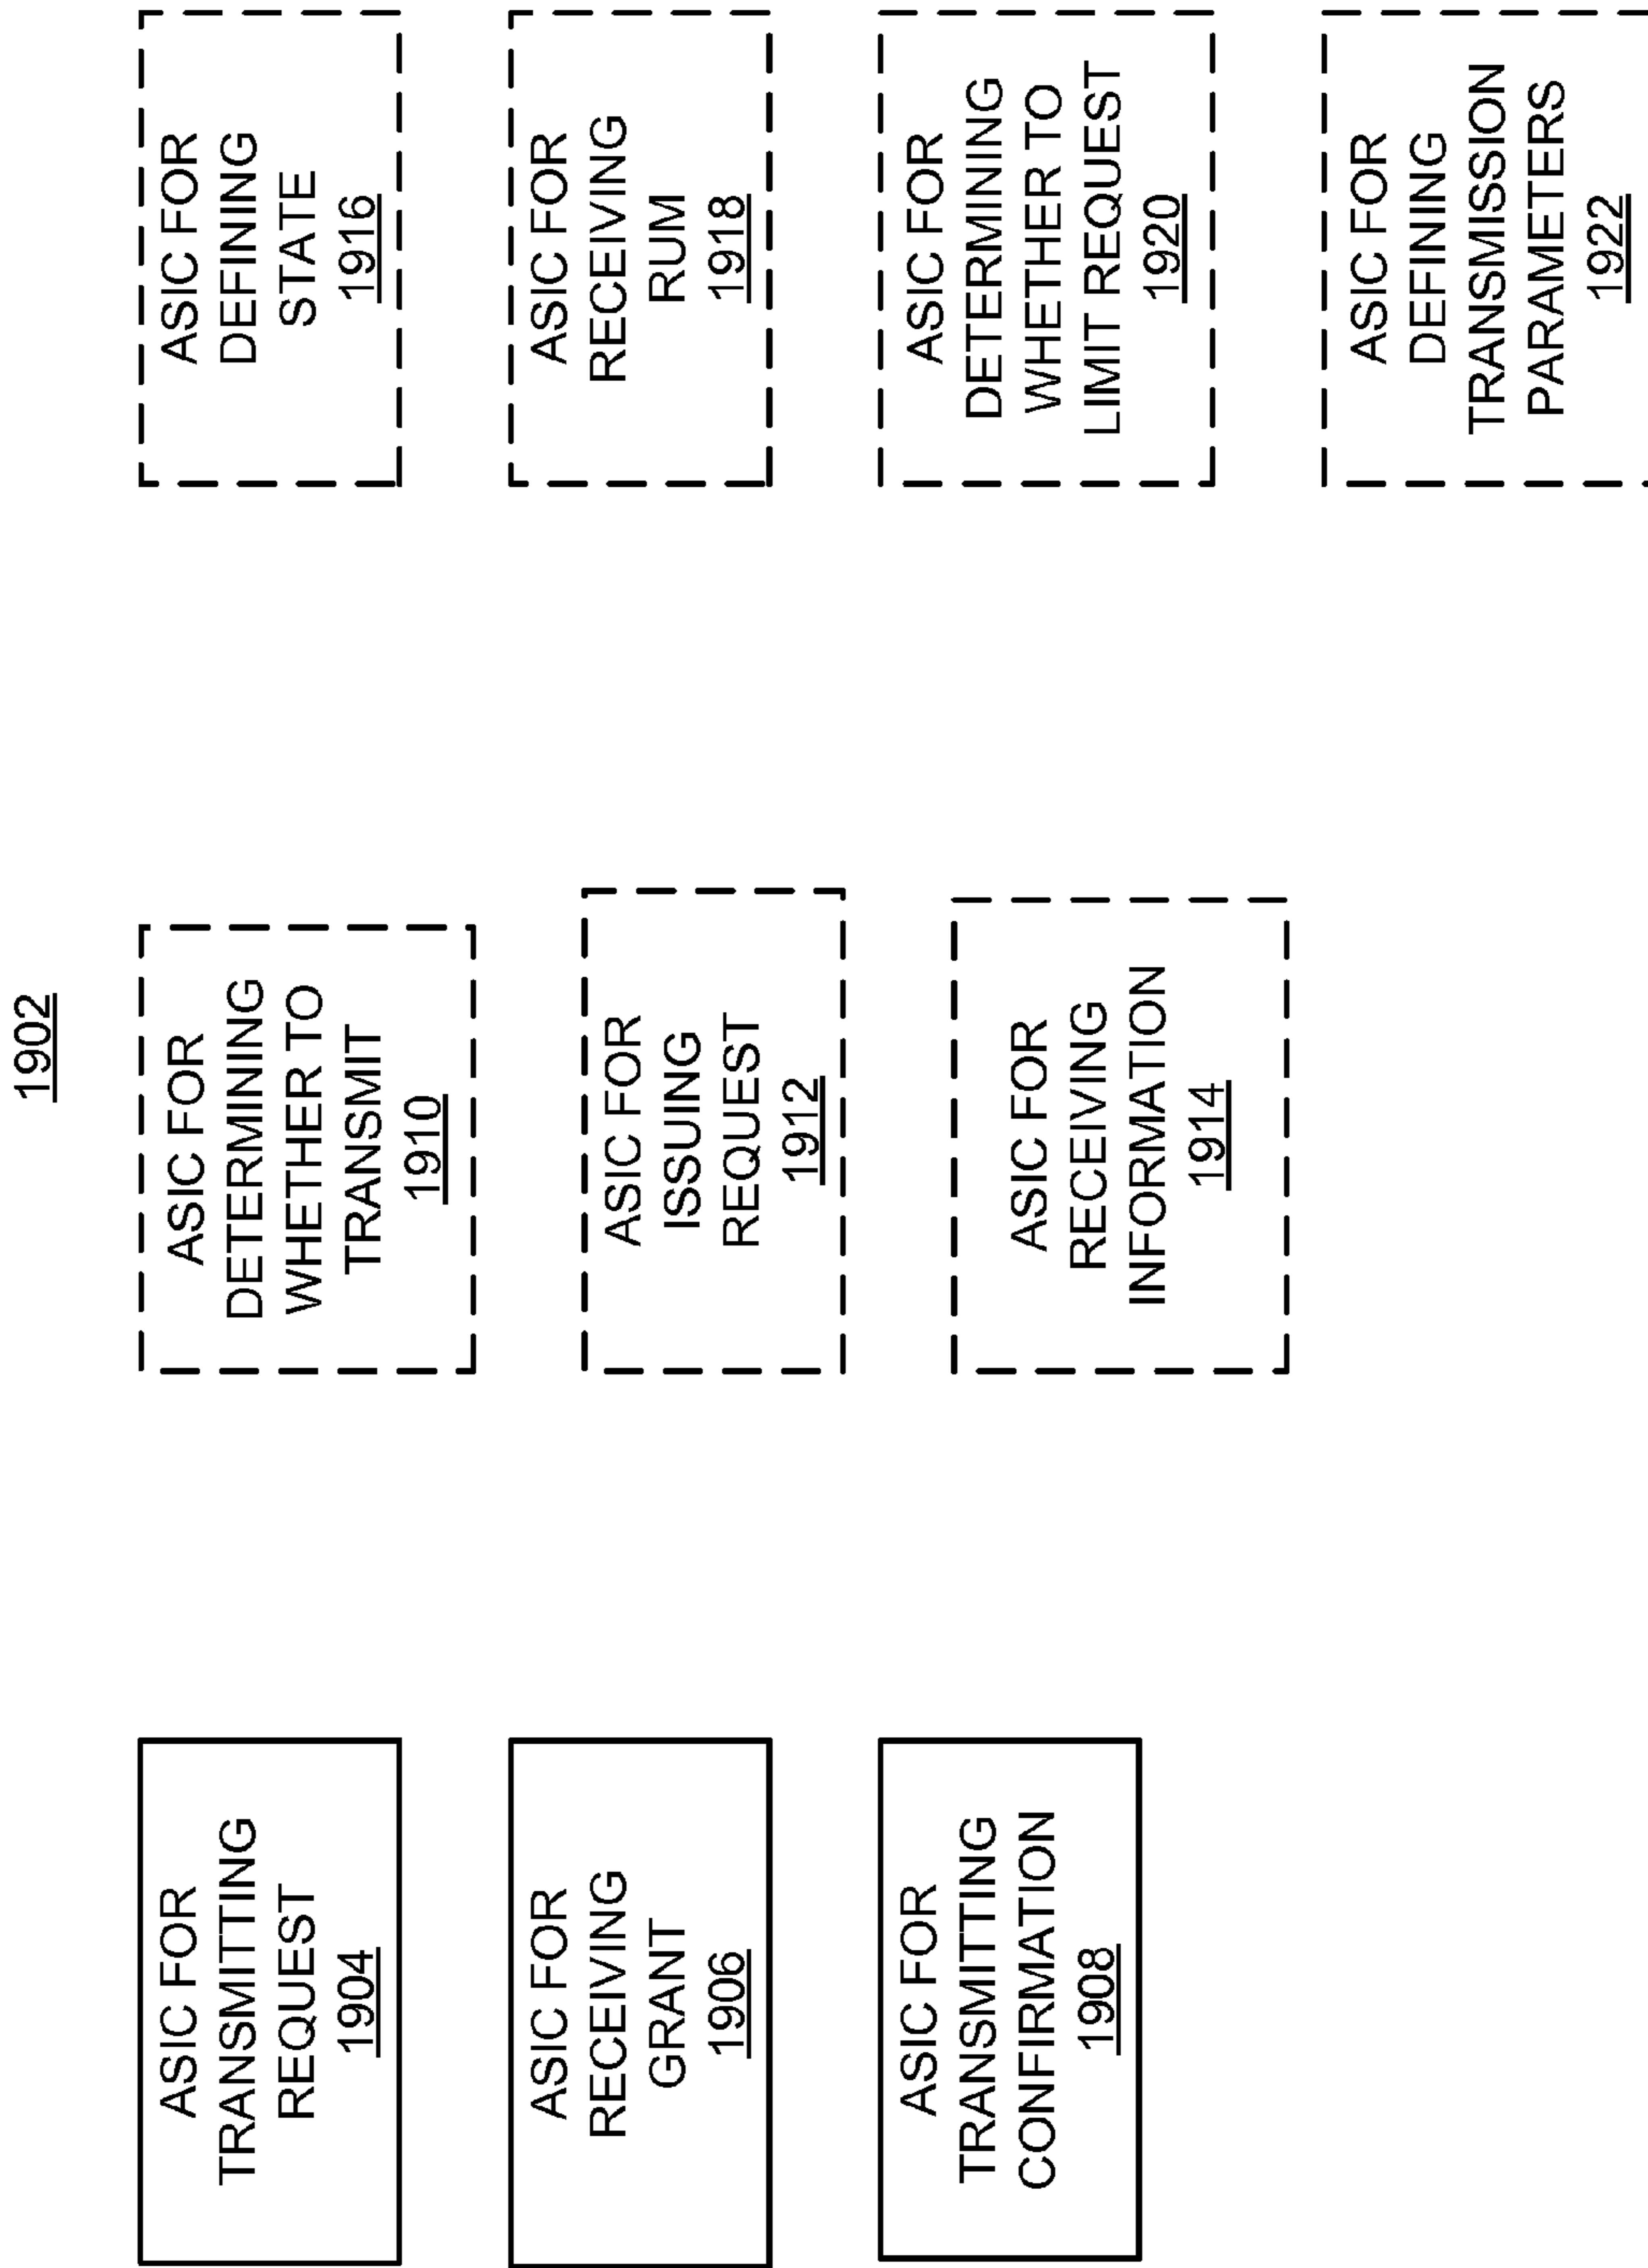 1902
ASIC FOR
TRANSMITTING
REQUEST
1904
ASIC FOR
RECEIVING
GRANT
1906
ASIC FOR
TRANSMITTING
CONFIRMATION
1908
ASIC FOR
DETERMINING
WHETHER TO
TRANSMIT
1910
ASIC FOR
ISSUING
REQUEST
1912
ASIC FOR
RECEIVING
INFORMATION
1914
ASIC FOR
DEFINING
STATE
1916
ASIC FOR
RECEIVING
RUM
1918
ASIC FOR
DETERMINING
WHETHER TO
LIMIT REQUEST
1920
ASIC FOR
DEFINING
TRANSMISSION
PARAMETERS
1922